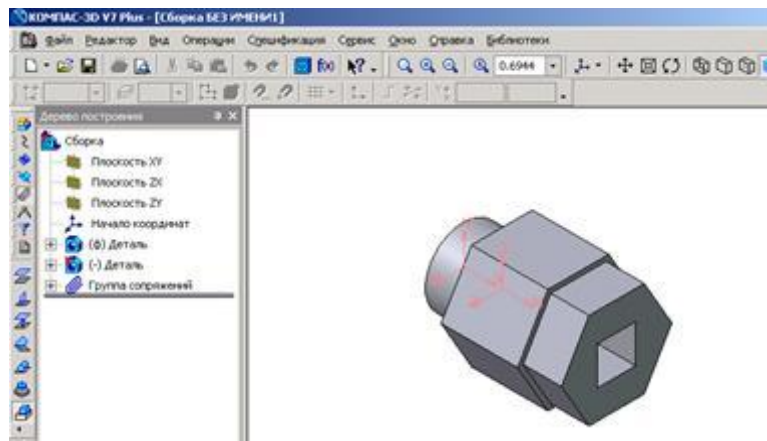 КОМПАС-3D V7 Plus - [Сборка БЕЗ ИМЕНИ1]
Файл Редактор Вид Операции Спецификация Сервис Окно Справка Библиотеки
0.6944
Дерево построения
Сборка
Плоскость XY
Плоскость ZX
Плоскость ZY
Начало координат
(ф) Деталь
(-) Деталь
Группа сопряжений